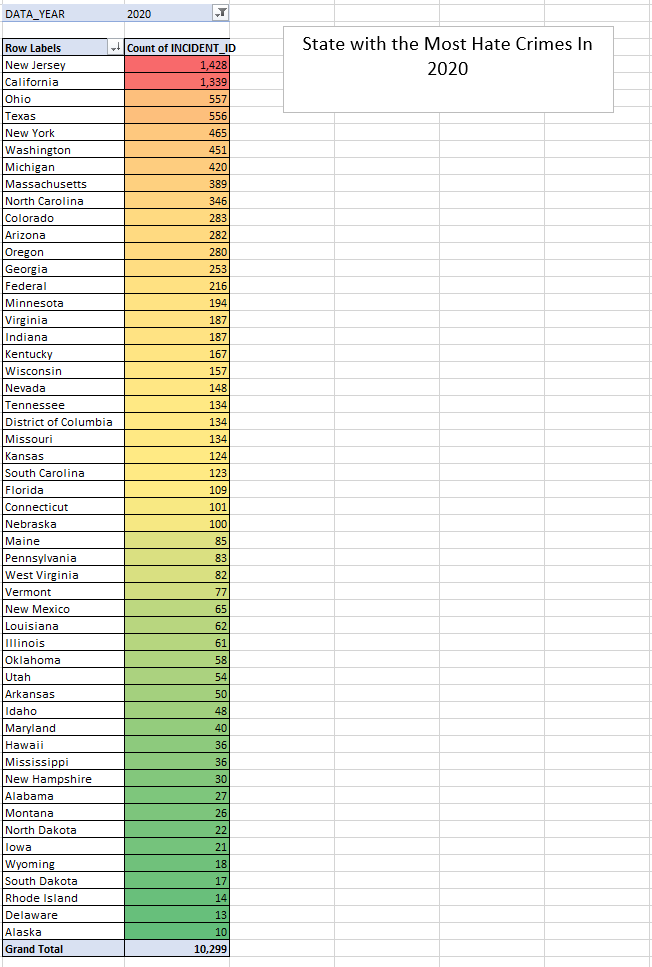 DATA_YEAR 2020
State with the Most Hate Crimes In
2020
Row Labels Count of INCIDENT_ID
New Jersey 1,428
California 1,339
Ohio 557
Texas 556
New York 465
Washington 451
Michigan 420
Massachusetts 389
North Carolina 346
Colorado 283
Arizona 282
Oregon 280
Georgia 253
Federal 216
Minnesota 194
Virginia 187
Indiana 187
Kentucky 167
Wisconsin 157
Nevada 148
Tennessee 134
District of Columbia 134
Missouri 134
Kansas 124
South Carolina 123
Florida 109
Connecticut 101
Nebraska 100
Maine 85
Pennsylvania 83
West Virginia 82
Vermont 77
New Mexico 65
Louisiana 62
Illinois 61
Oklahoma 58
Utah 54
Arkansas 50
Idaho 48
Maryland 40
Hawaii 36
Mississippi 36
New Hampshire 30
Alabama 27
Montana 26
North Dakota 22
Iowa 21
Wyoming 18
South Dakota 17
Rhode Island 14
Delaware 13
Alaska 10
Grand Total 10,299